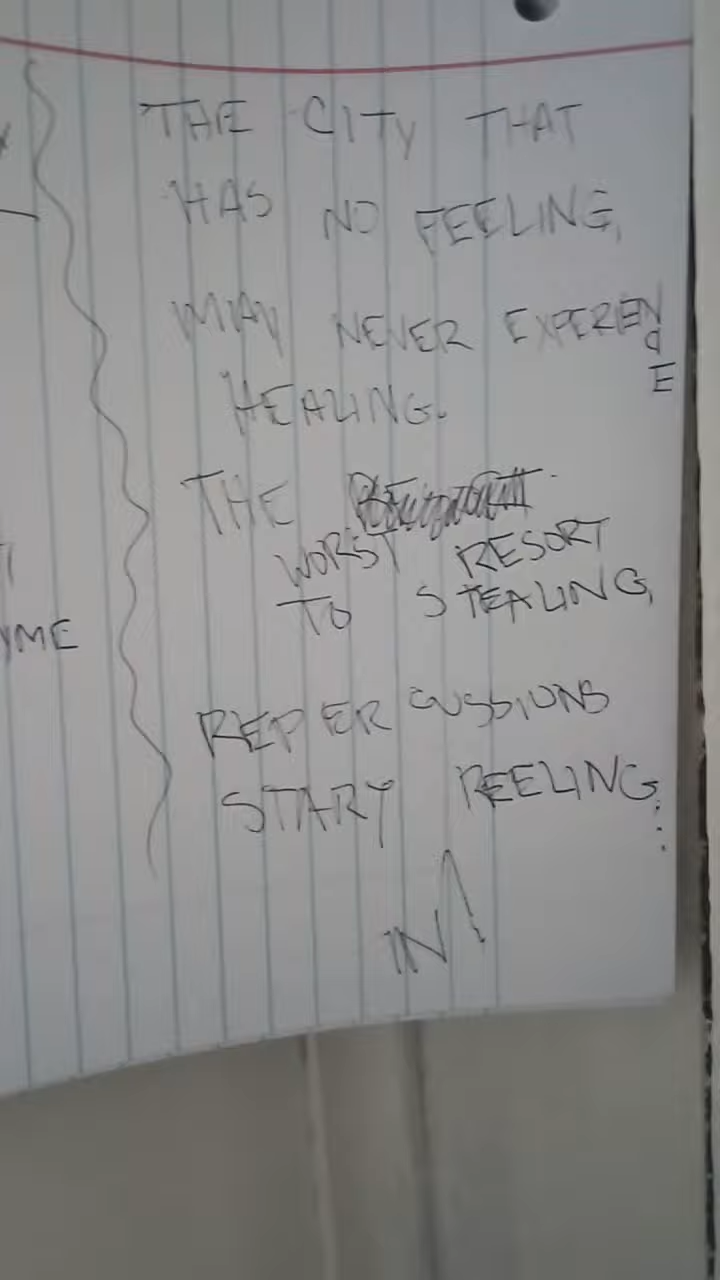 THE CITY THAT
HAS NO FEELING,
MAY NEVER EXPERIENCE
HEALING.
THE
WORST RESORT
TO STEALING,
REPERCUSSIONS
START REELING...
IN!
YME